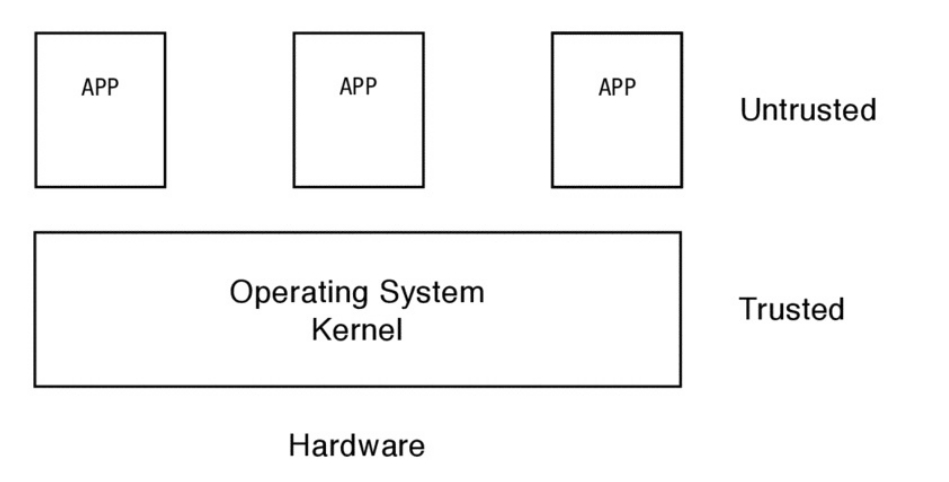 APP
APP
APP
Untrusted
Operating System
Kernel
Trusted
Hardware